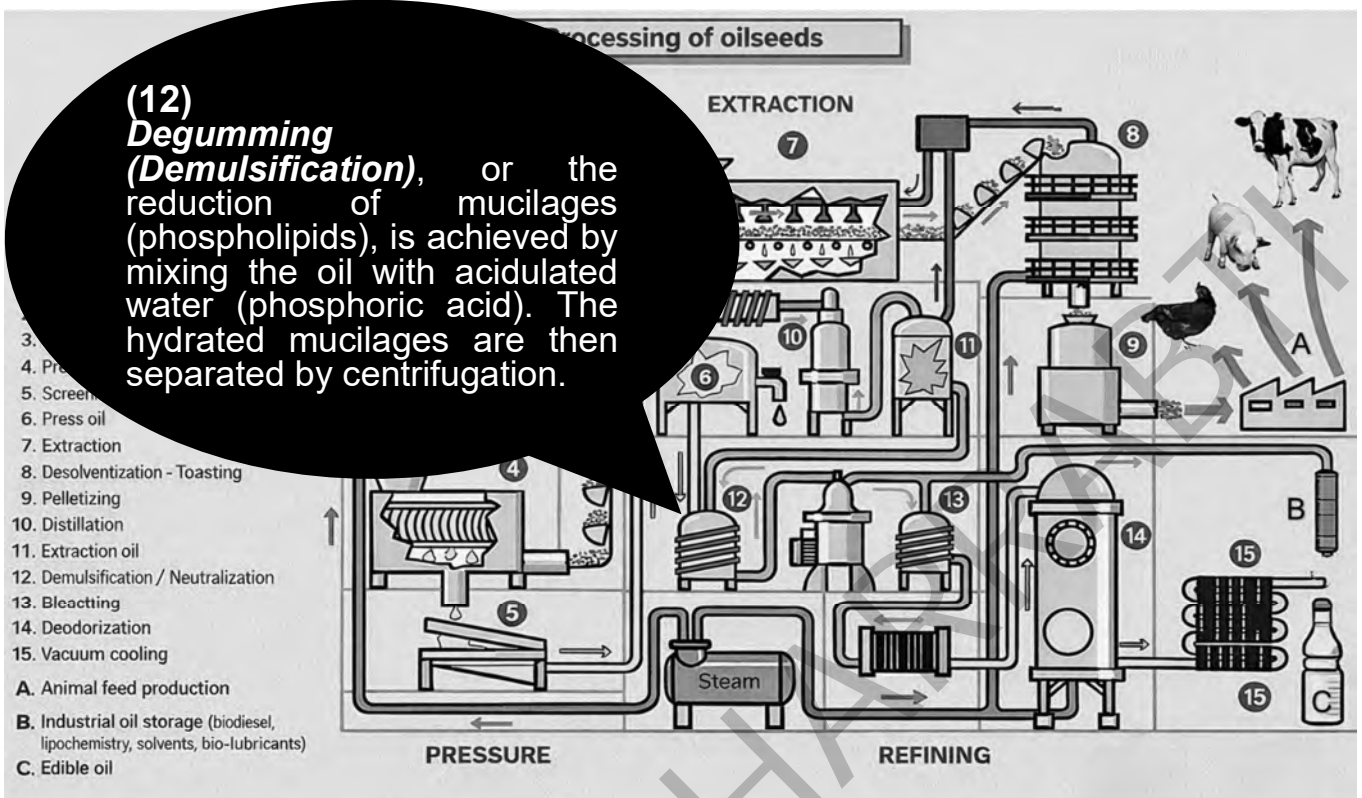 Processing of oilseeds
(12)
Degumming
(Demulsification), or the
reduction of mucilages
(phospholipids), is achieved by
mixing the oil with acidulated
water (phosphoric acid). The
hydrated mucilages are then
separated by centrifugation.
EXTRACTION
7
8
10
11
9
6
A
3.
4. Pre
5. Screen
6. Press oil
7. Extraction
8. Desolventization - Toasting
9. Pelletizing
10. Distillation
11. Extraction oil
12. Demulsification / Neutralization
13. Bleactting
14. Deodorization
15. Vacuum cooling
A. Animal feed production
B. Industrial oil storage (biodiesel,
lipochemistry, solvents, bio-lubricants)
C. Edible oil
4
12
13
14
B
15
5
Steam
15
C
PRESSURE
REFINING
HARKABTI